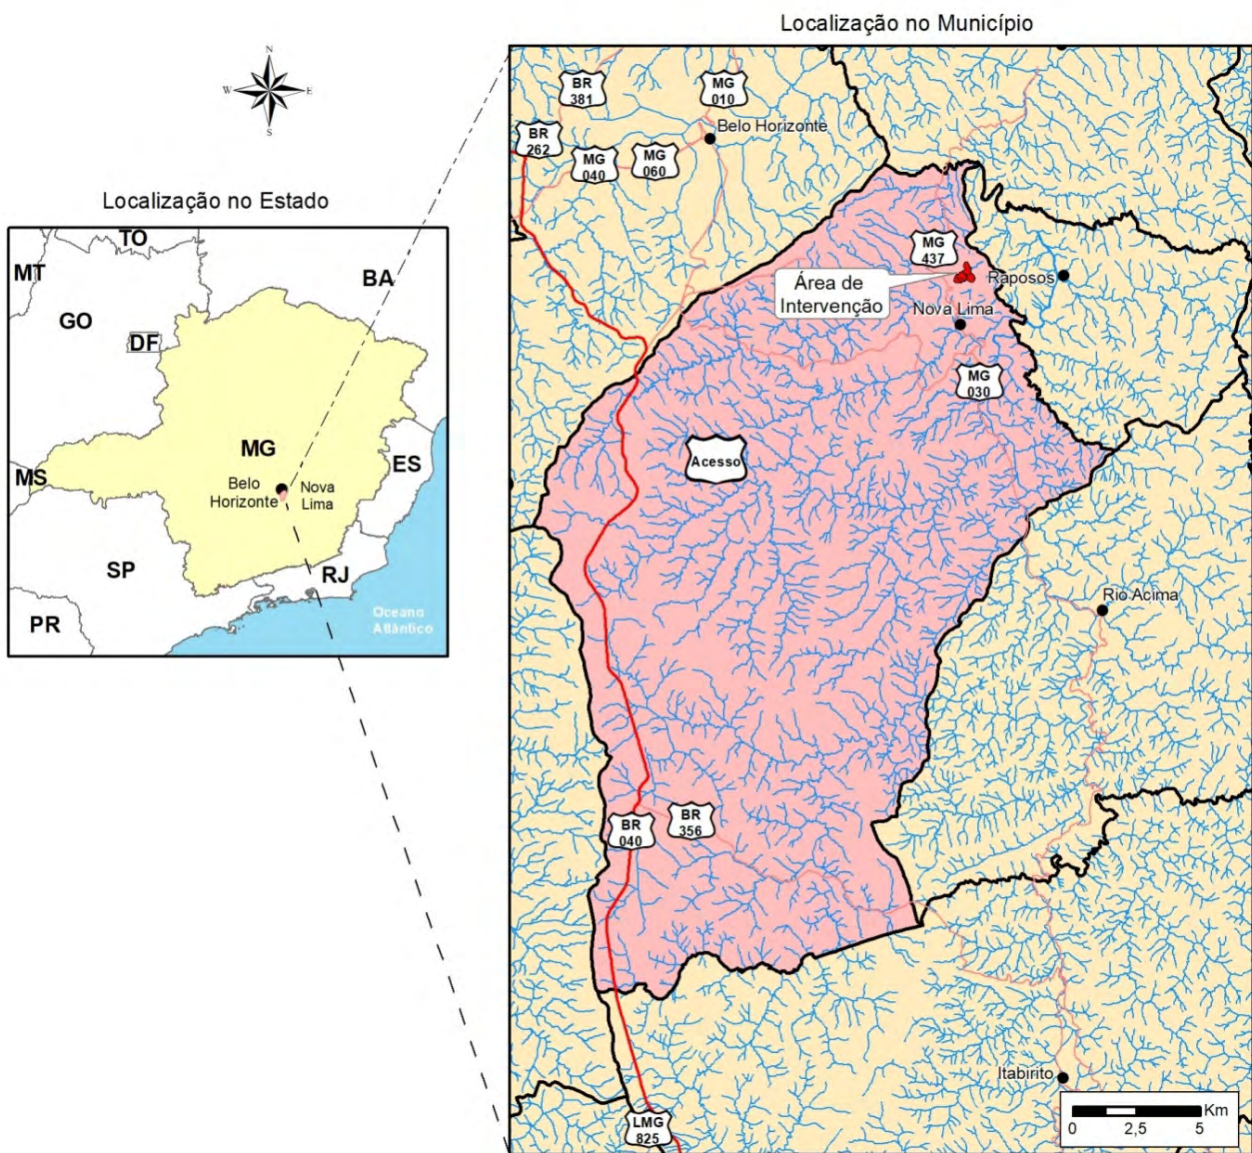 Localização no Município
N
W
E
S
Localização no Estado
TO
MT
BA
GO
DF
MG
MS
ES
Belo
Horizonte
Nova
Lima
SP
RJ
PR
Oceano
Atlântico
BR
381
MG
010
BR
262
Belo Horizonte
MG
040
MG
060
MG
437
Área de
Intervenção
Raposos
Nova Lima
MG
030
Acesso
Rio Acima
BR
040
BR
356
Itabirito
LMG
825
Km
0
2,5
5